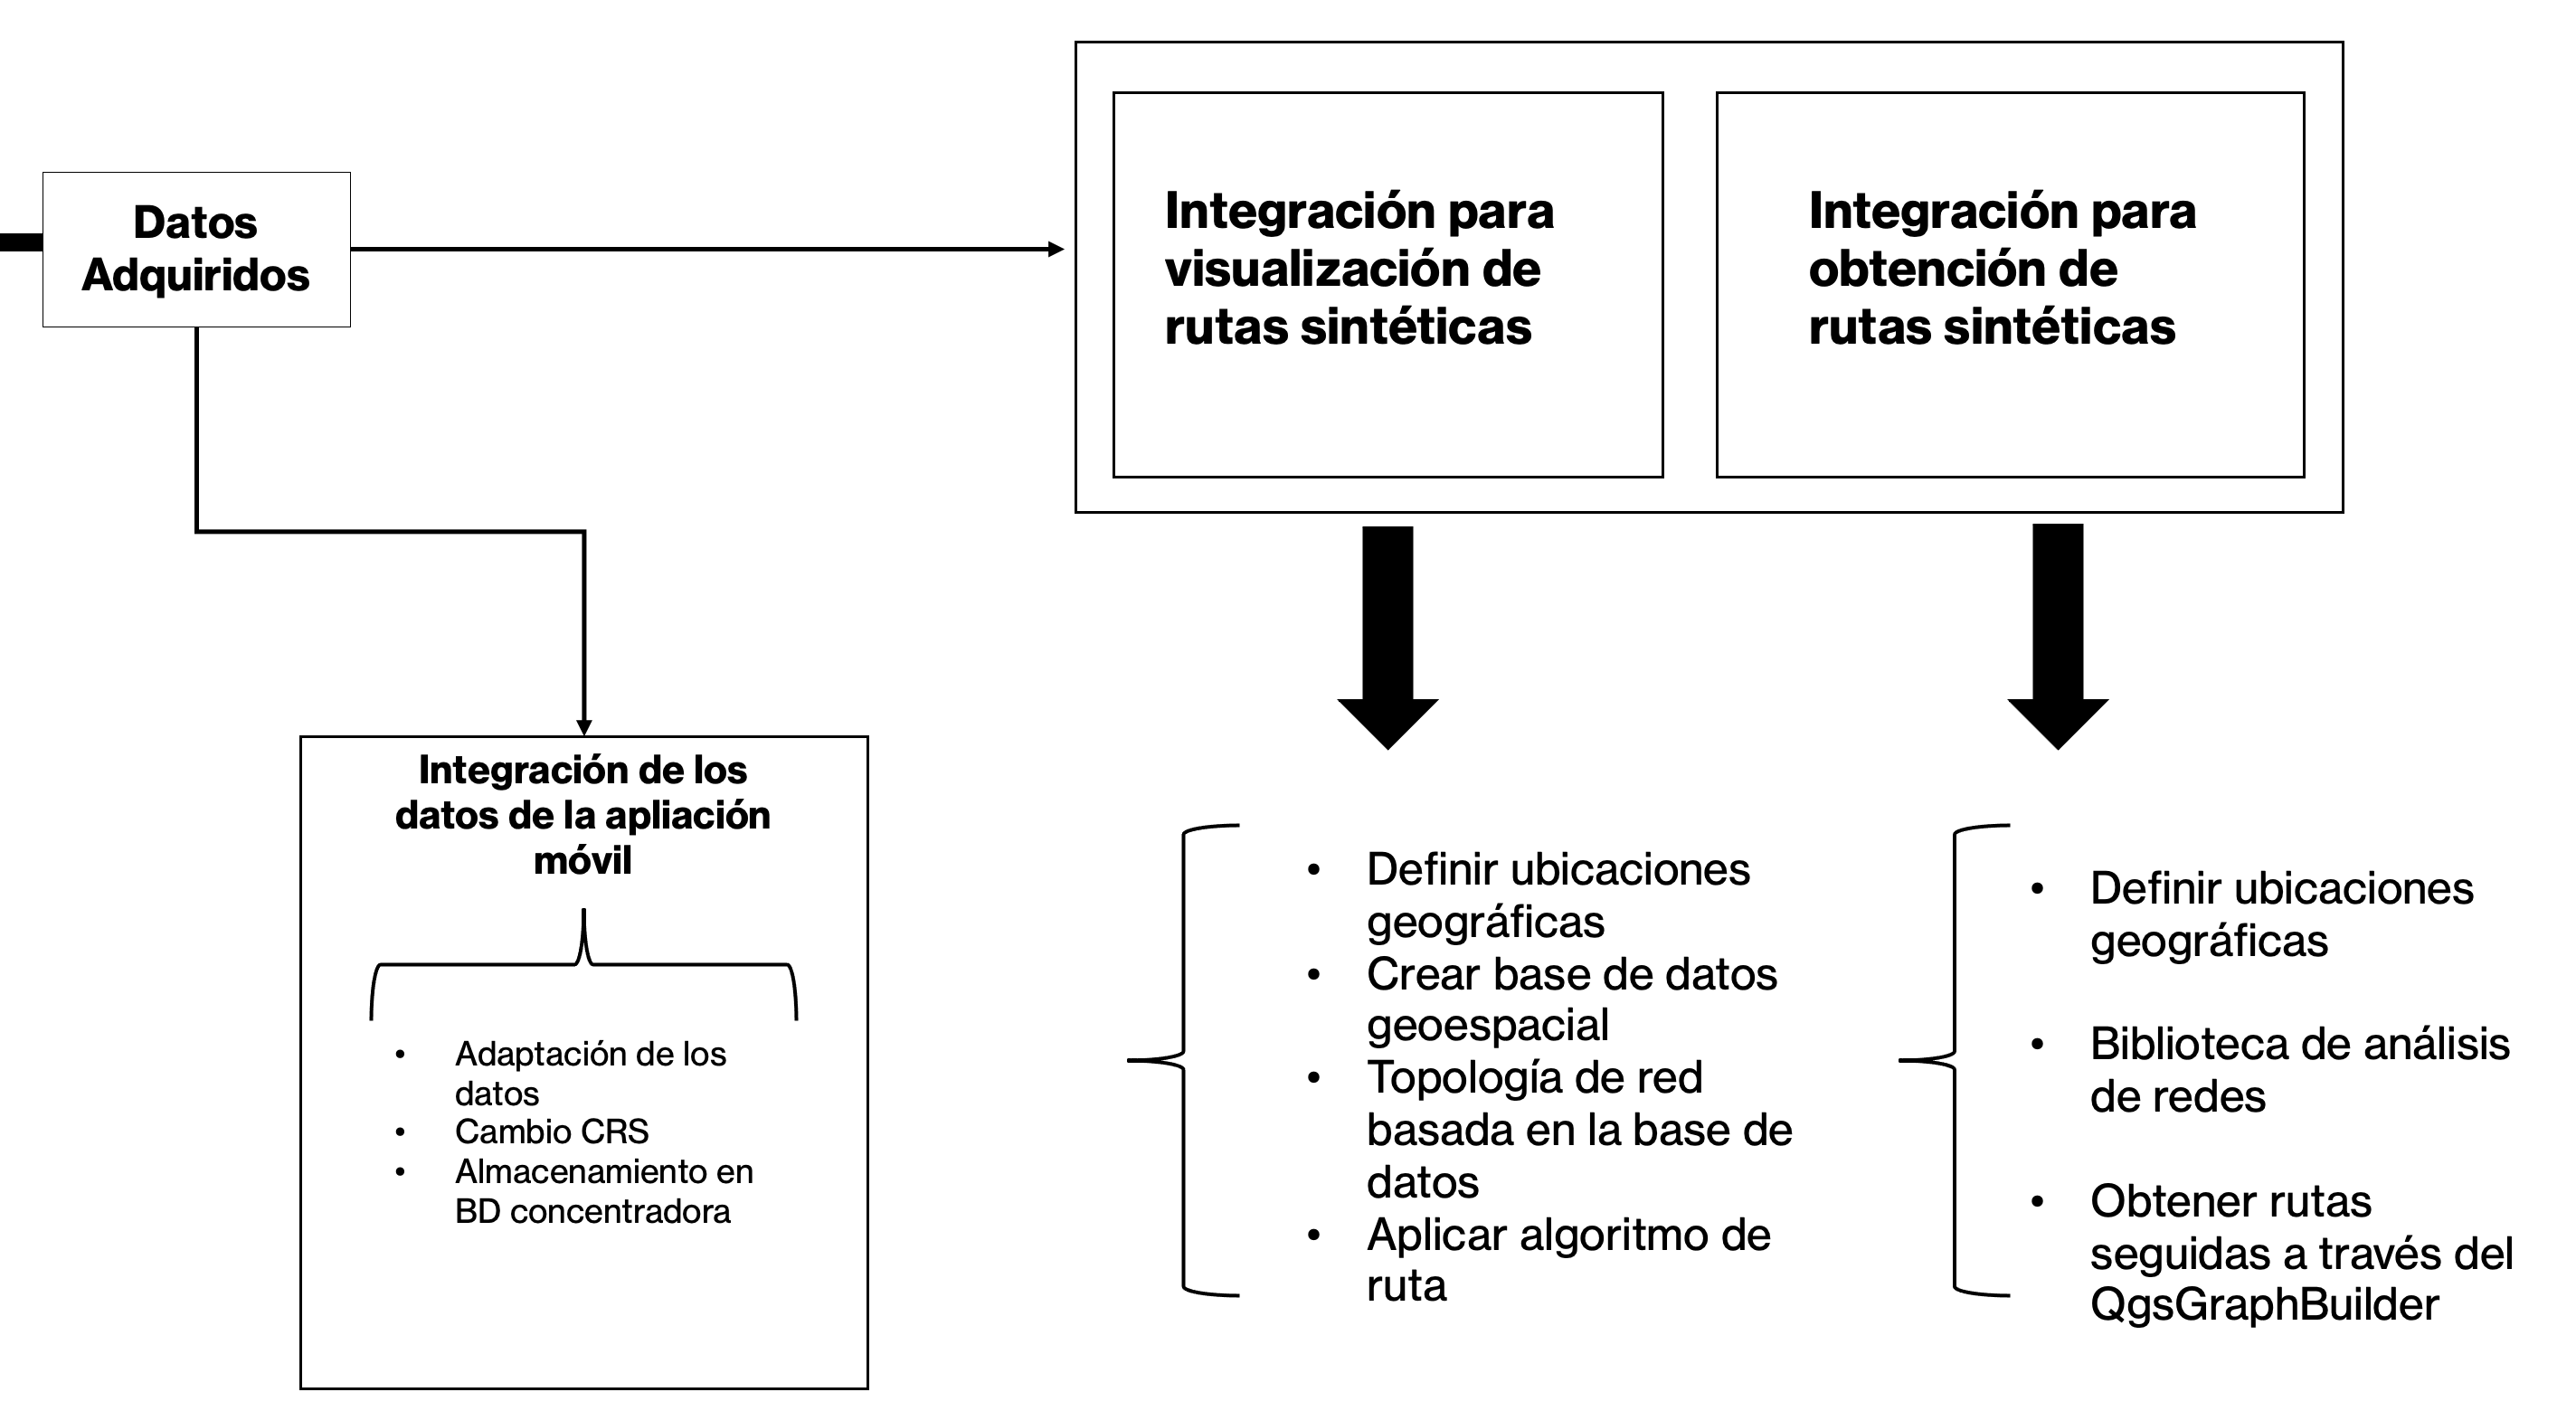 Datos
Adquiridos
Integración para
visualización de
rutas sintéticas
Integración para
obtención de
rutas sintéticas
Integración de los
datos de la apliación
móvil
• Adaptación de los
datos
• Cambio CRS
• Almacenamiento en
BD concentradora
• Definir ubicaciones
geográficas
• Crear base de datos
geoespacial
• Topología de red
basada en la base de
datos
• Aplicar algoritmo de
ruta
• Definir ubicaciones
geográficas
• Biblioteca de análisis
de redes
• Obtener rutas
seguidas a través del
QgsGraphBuilder